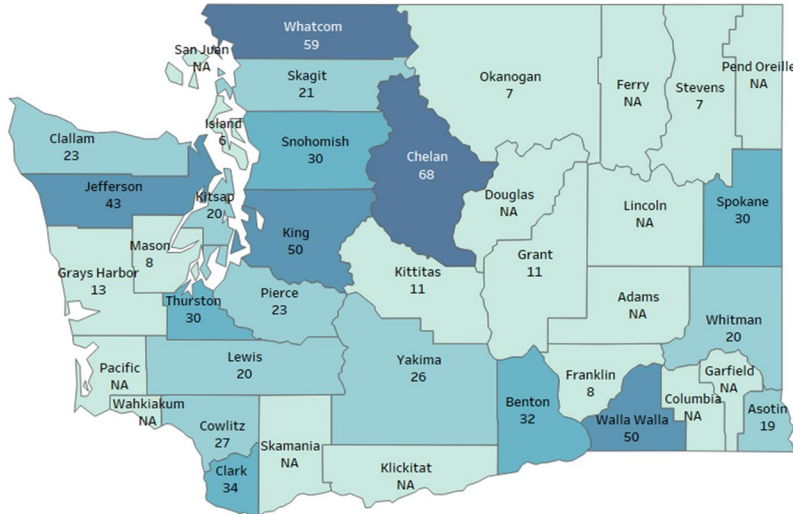 Whatcom
59
San Juan
NA
Skagit
21
Okanogan
7
Ferry
NA
Stevens
7
Pend Oreille
NA
Island
6
Clallam
23
Snohomish
30
Chelan
68
Jefferson
43
Kitsap
20
Douglas
NA
Lincoln
NA
Spokane
30
King
50
Mason
8
Grays Harbor
13
Kittitas
11
Grant
11
Thurston
30
Pierce
23
Adams
NA
Whitman
20
Pacific
NA
Lewis
20
Yakima
26
Franklin
8
Garfield
NA
Wahkiakum
NA
Benton
32
Columbia
NA
Asotin
19
Cowlitz
27
Walla Walla
50
Skamania
NA
Clark
34
Klickitat
NA